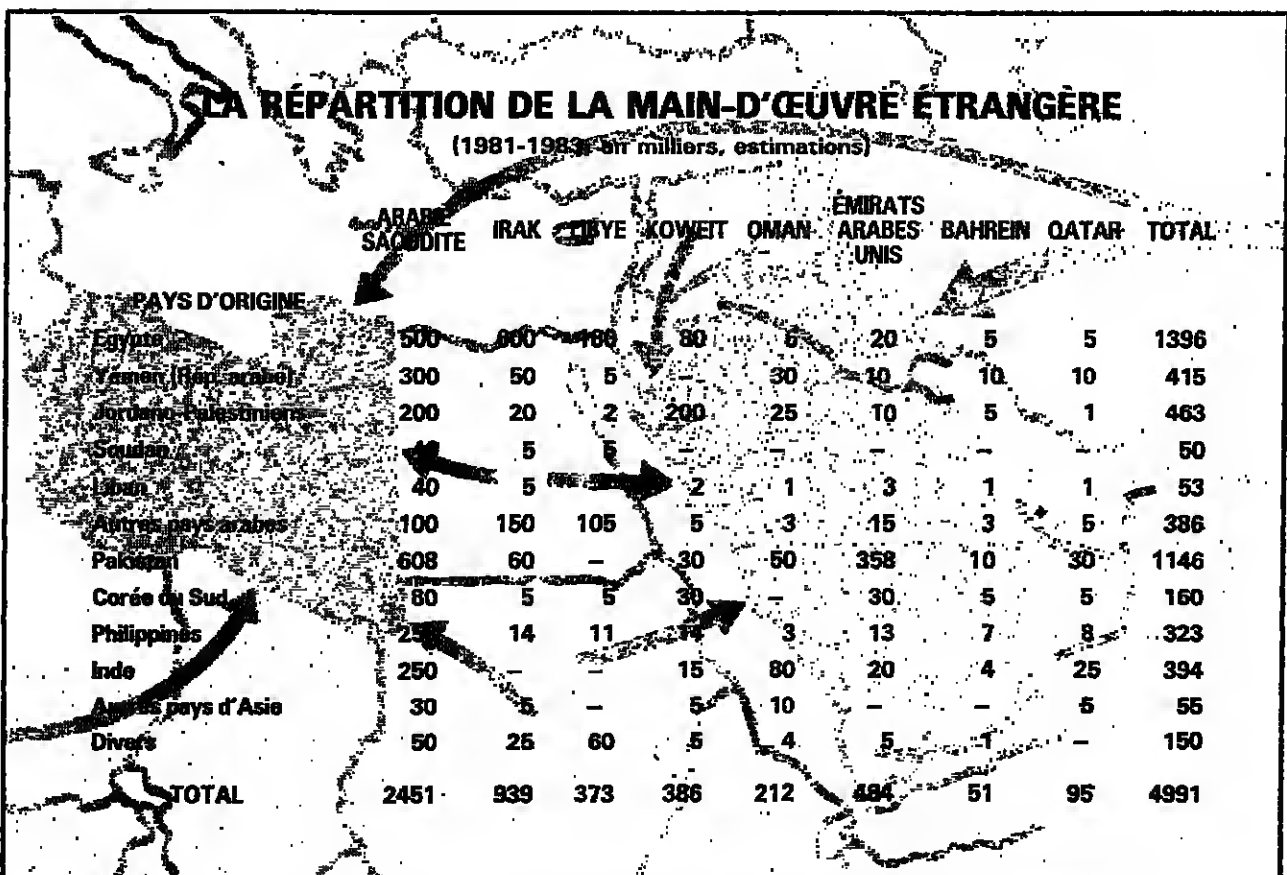 LA RÉPARTITION DE LA MAIN-D'ŒUVRE ÉTRANGÈRE
(1981-1983, en milliers, estimations)
ARABIE SAOUDITE IRAK LIBYE KOWEIT OMAN ÉMIRATS ARABES UNIS BAHREIN QATAR TOTAL
PAYS D'ORIGINE
Egypte 500 600 180 80 6 20 5 5 1396
Yemen (Rép. arabe) 300 50 5 – 30 10 10 10 415
Jordano-Palestiniens 200 20 2 200 25 10 5 1 463
Soudan 40 5 5 – – – – – 50
Liban 40 5 2 1 3 1 1 53
Autres pays arabes 100 150 105 5 3 15 3 5 386
Pakistan 608 60 – 30 50 358 10 30 1146
Corée du Sud 80 5 5 30 – 30 5 5 160
Philippines 253 14 11 14 3 13 7 8 323
Inde 250 – – 15 80 20 4 25 394
Autres pays d'Asie 30 5 – 5 10 – – 5 55
Divers 50 25 60 5 4 5 1 – 150
TOTAL 2451 939 373 386 212 484 51 95 4991